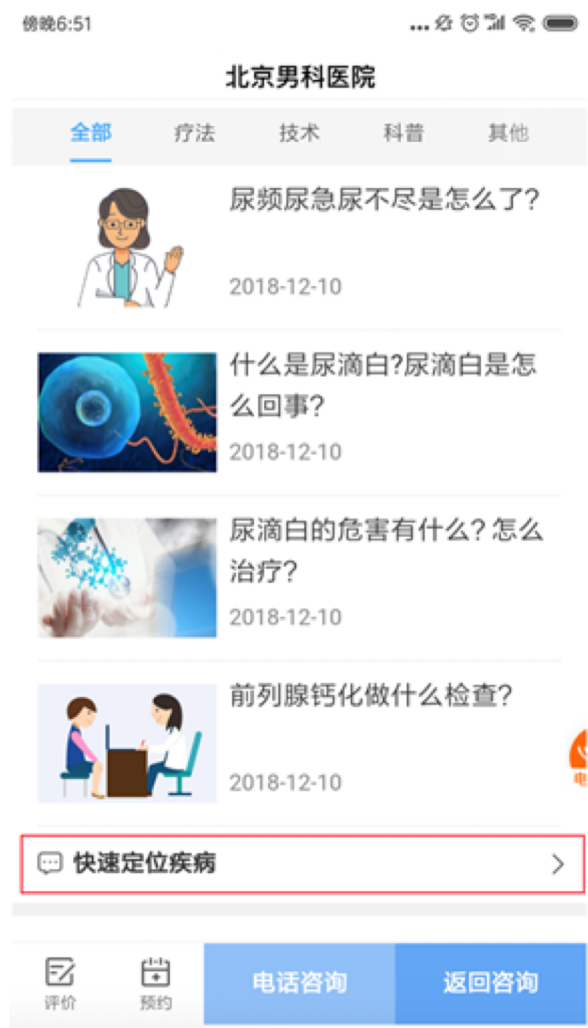 傍晚6:51
北京男科医院
全部 疗法 技术 科普 其他
尿频尿急尿不尽是怎么了?
2018-12-10
什么是尿滴白?尿滴白是怎
么回事?
2018-12-10
尿滴白的危害有什么?怎么
治疗?
2018-12-10
前列腺钙化做什么检查?
2018-12-10
电
快速定位疾病
评价 预约 电话咨询 返回咨询